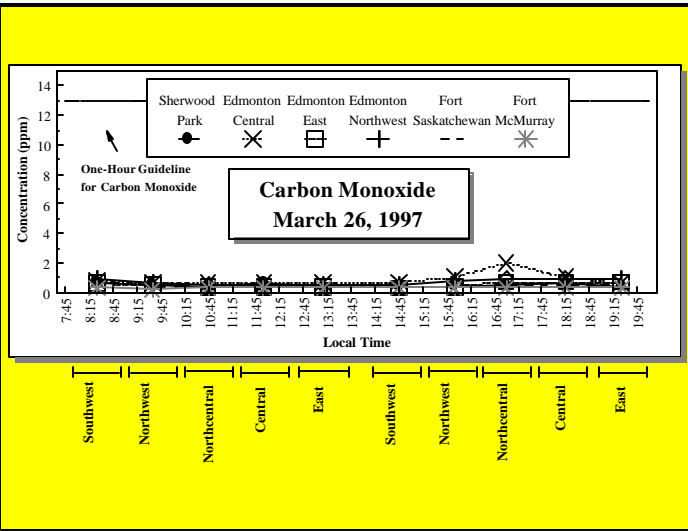 14
12
10
8
6
4
2
0
Concentration (ppm)
Sherwood Park
Edmonton Central
Edmonton East
Edmonton Northwest
Fort Saskatchewan
Fort McMurray
One-Hour Guideline
for Carbon Monoxide
Carbon Monoxide
March 26, 1997
7:45
8:15
8:45
9:15
9:45
10:15
10:45
11:15
11:45
12:15
12:45
13:15
13:45
14:15
14:45
15:15
15:45
16:15
16:45
17:15
17:45
18:15
18:45
19:15
19:45
Local Time
Southwest
Northwest
Northcentral
Central
East
Southwest
Northwest
Northcentral
Central
East